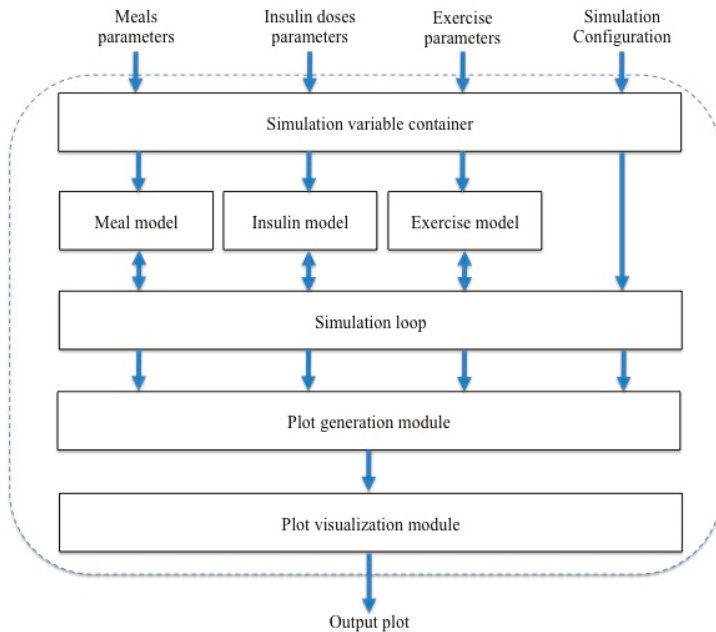 Meals
parameters
Insulin doses
parameters
Exercise
parameters
Simulation
Configuration
Simulation variable container
Meal model
Insulin model
Exercise model
Simulation loop
Plot generation module
Plot visualization module
Output plot